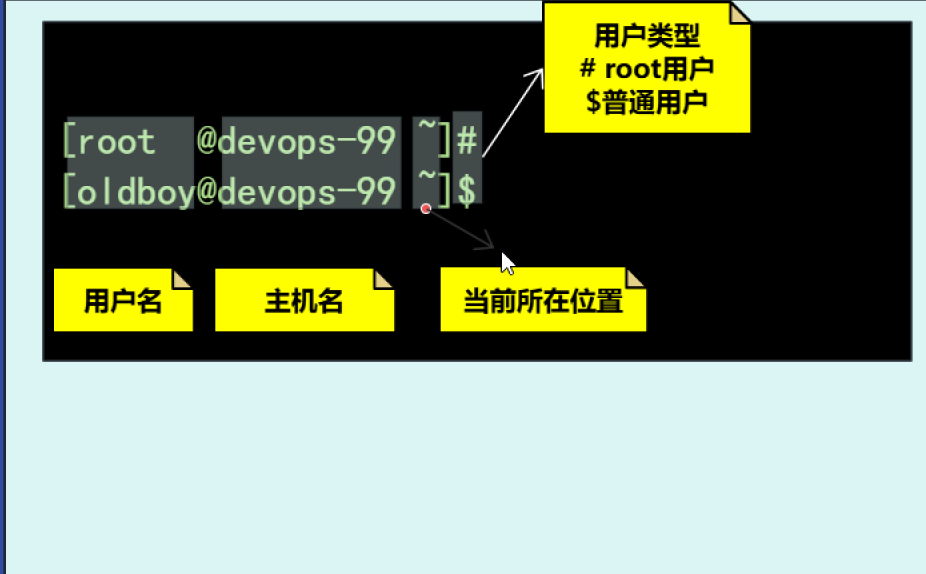 用户类型
# root用户
$普通用户
[root @devops-99 ~]#
[oldboy@devops-99 ~]$
用户名
主机名
当前所在位置